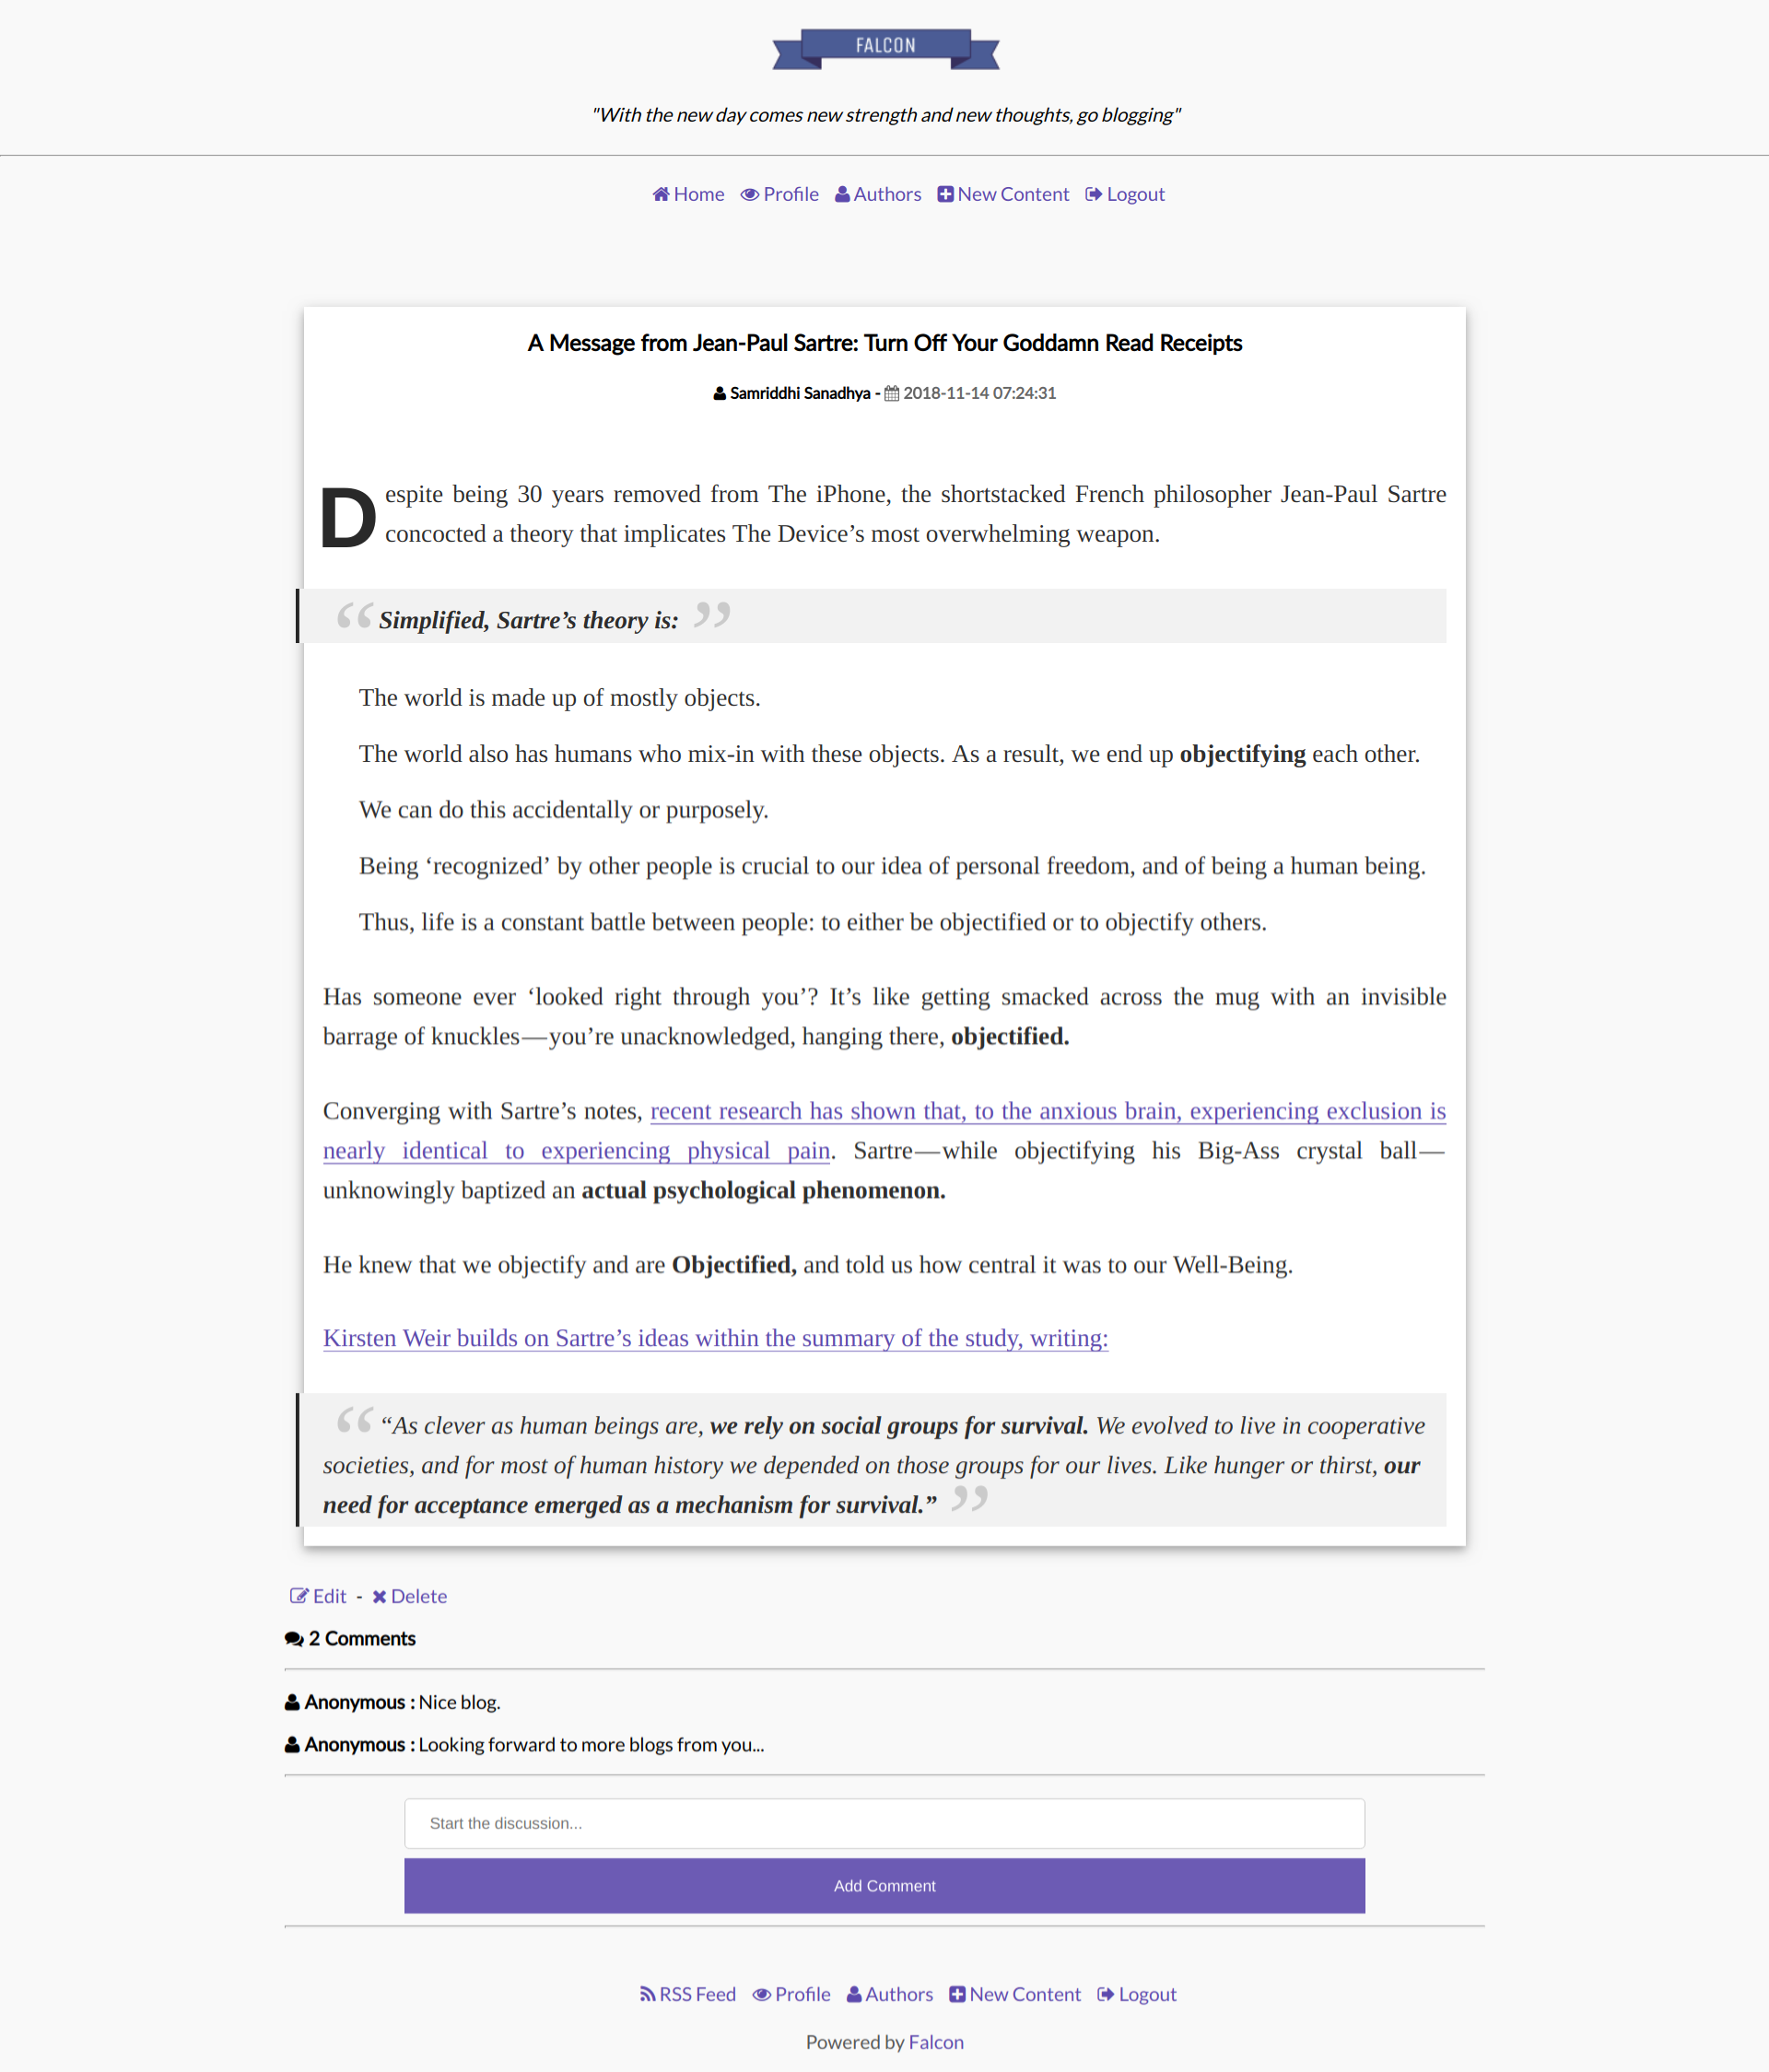 FALCON
"With the new day comes new strength and new thoughts, go blogging"
Home Profile Authors New Content Logout
A Message from Jean-Paul Sartre: Turn Off Your Goddamn Read Receipts
Samriddhi Sanadhya - 2018-11-14 07:24:31
Despite being 30 years removed from The iPhone, the shortstacked French philosopher Jean-Paul Sartre
concocted a theory that implicates The Device’s most overwhelming weapon.
“ Simplified, Sartre’s theory is: ”
The world is made up of mostly objects.
The world also has humans who mix-in with these objects. As a result, we end up objectifying each other.
We can do this accidentally or purposely.
Being ‘recognized’ by other people is crucial to our idea of personal freedom, and of being a human being.
Thus, life is a constant battle between people: to either be objectified or to objectify others.
Has someone ever ‘looked right through you’? It’s like getting smacked across the mug with an invisible
barrage of knuckles—you’re unacknowledged, hanging there, objectified.
Converging with Sartre’s notes, recent research has shown that, to the anxious brain, experiencing exclusion is
nearly identical to experiencing physical pain. Sartre—while objectifying his Big-Ass crystal ball—
unknowingly baptized an actual psychological phenomenon.
He knew that we objectify and are Objectified, and told us how central it was to our Well-Being.
Kirsten Weir builds on Sartre’s ideas within the summary of the study, writing:
“ “As clever as human beings are, we rely on social groups for survival. We evolved to live in cooperative
societies, and for most of human history we depended on those groups for our lives. Like hunger or thirst, our
need for acceptance emerged as a mechanism for survival.” ”
Edit - Delete
2 Comments
Anonymous : Nice blog.
Anonymous : Looking forward to more blogs from you...
Start the discussion...
Add Comment
RSS Feed Profile Authors New Content Logout
Powered by Falcon